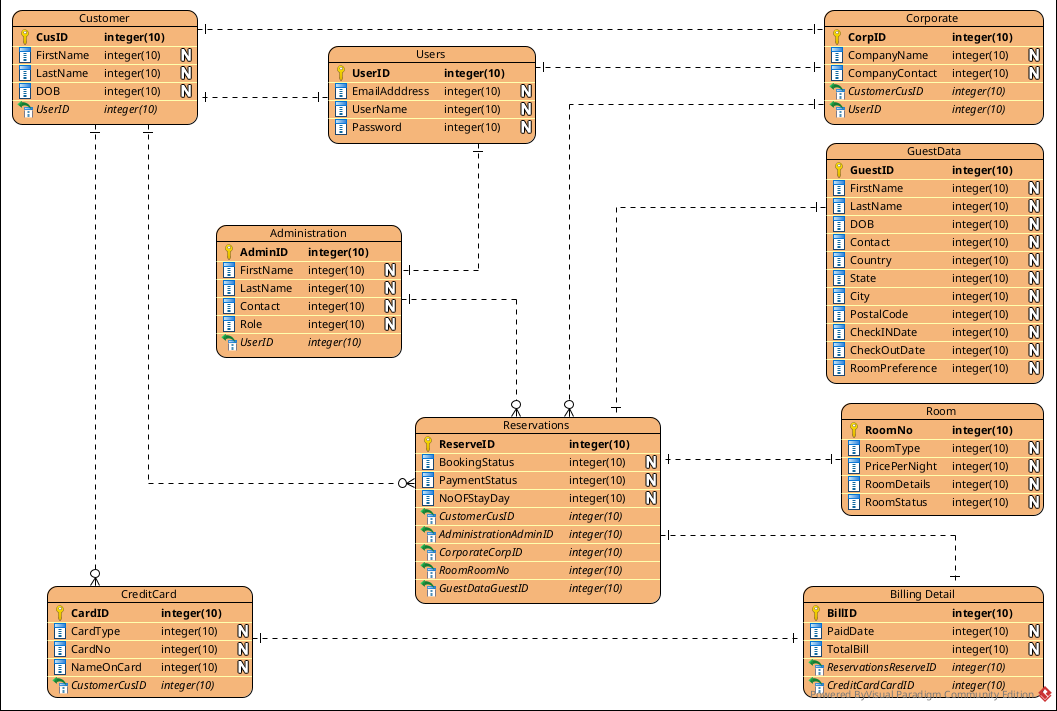 Customer
CusID integer(10)
FirstName integer(10) N
LastName integer(10) N
DOB integer(10) N
UserID integer(10)
Users
UserID integer(10)
EmailAdddress integer(10) N
UserName integer(10) N
Password integer(10) N
Corporate
CorpID integer(10)
CompanyName integer(10) N
CompanyContact integer(10) N
CustomerCusID integer(10)
UserID integer(10)
GuestData
GuestID integer(10)
FirstName integer(10) N
LastName integer(10) N
DOB integer(10) N
Contact integer(10) N
Country integer(10) N
State integer(10) N
City integer(10) N
PostalCode integer(10) N
CheckINDate integer(10) N
CheckOutDate integer(10) N
RoomPreference integer(10) N
Administration
AdminID integer(10)
FirstName integer(10) N
LastName integer(10) N
Contact integer(10) N
Role integer(10) N
UserID integer(10)
Reservations
ReserveID integer(10)
BookingStatus integer(10) N
PaymentStatus integer(10) N
NoOFStayDay integer(10) N
CustomerCusID integer(10)
AdministrationAdminID integer(10)
CorporateCorpID integer(10)
RoomRoomNo integer(10)
GuestDataGuestID integer(10)
Room
RoomNo integer(10)
RoomType integer(10) N
PricePerNight integer(10) N
RoomDetails integer(10) N
RoomStatus integer(10) N
CreditCard
CardID integer(10)
CardType integer(10) N
CardNo integer(10) N
NameOnCard integer(10) N
CustomerCusID integer(10)
Billing Detail
BillID integer(10)
PaidDate integer(10) N
TotalBill integer(10) N
ReservationsReserveID integer(10)
CreditCardCardID integer(10)
Powered ByVisual Paradigm Community Edition